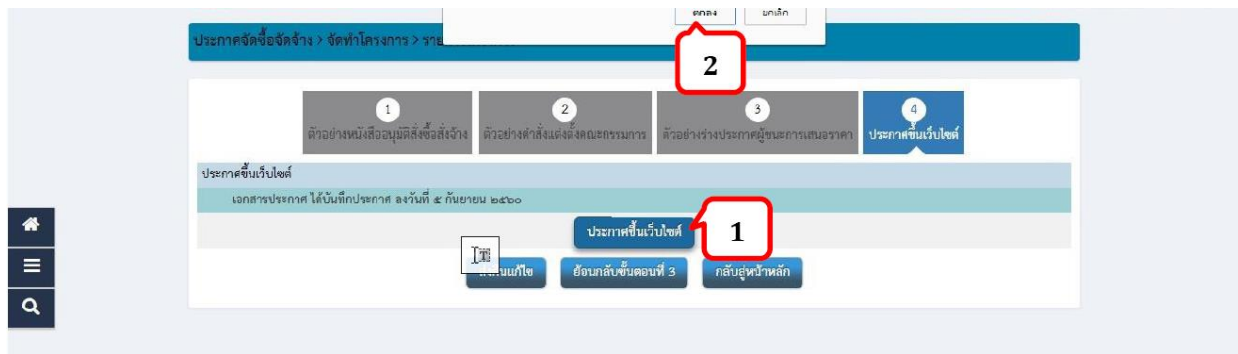 ตกลง ยกเลิก
ประกาศจัดซื้อจัดจ้าง > จัดทำโครงการ >
2
1 2 3 4
ตัวอย่างหนังสืออนุมัติสั่งซื้อสั่งจ้าง ตัวอย่างคำสั่งแต่งตั้งคณะกรรมการ ตัวอย่างร่างประกาศผู้ชนะการเสนอราคา ประกาศขึ้นเว็บไซต์
ประกาศขึ้นเว็บไซต์
เอกสารประกาศ ได้บันทึกประกาศ ลงวันที่ ๕ กันยายน ๒๕๖๐
ประกาศขึ้นเว็บไซต์ 1
ย้อนกลับขั้นตอนที่ 3 กลับสู่หน้าหลัก